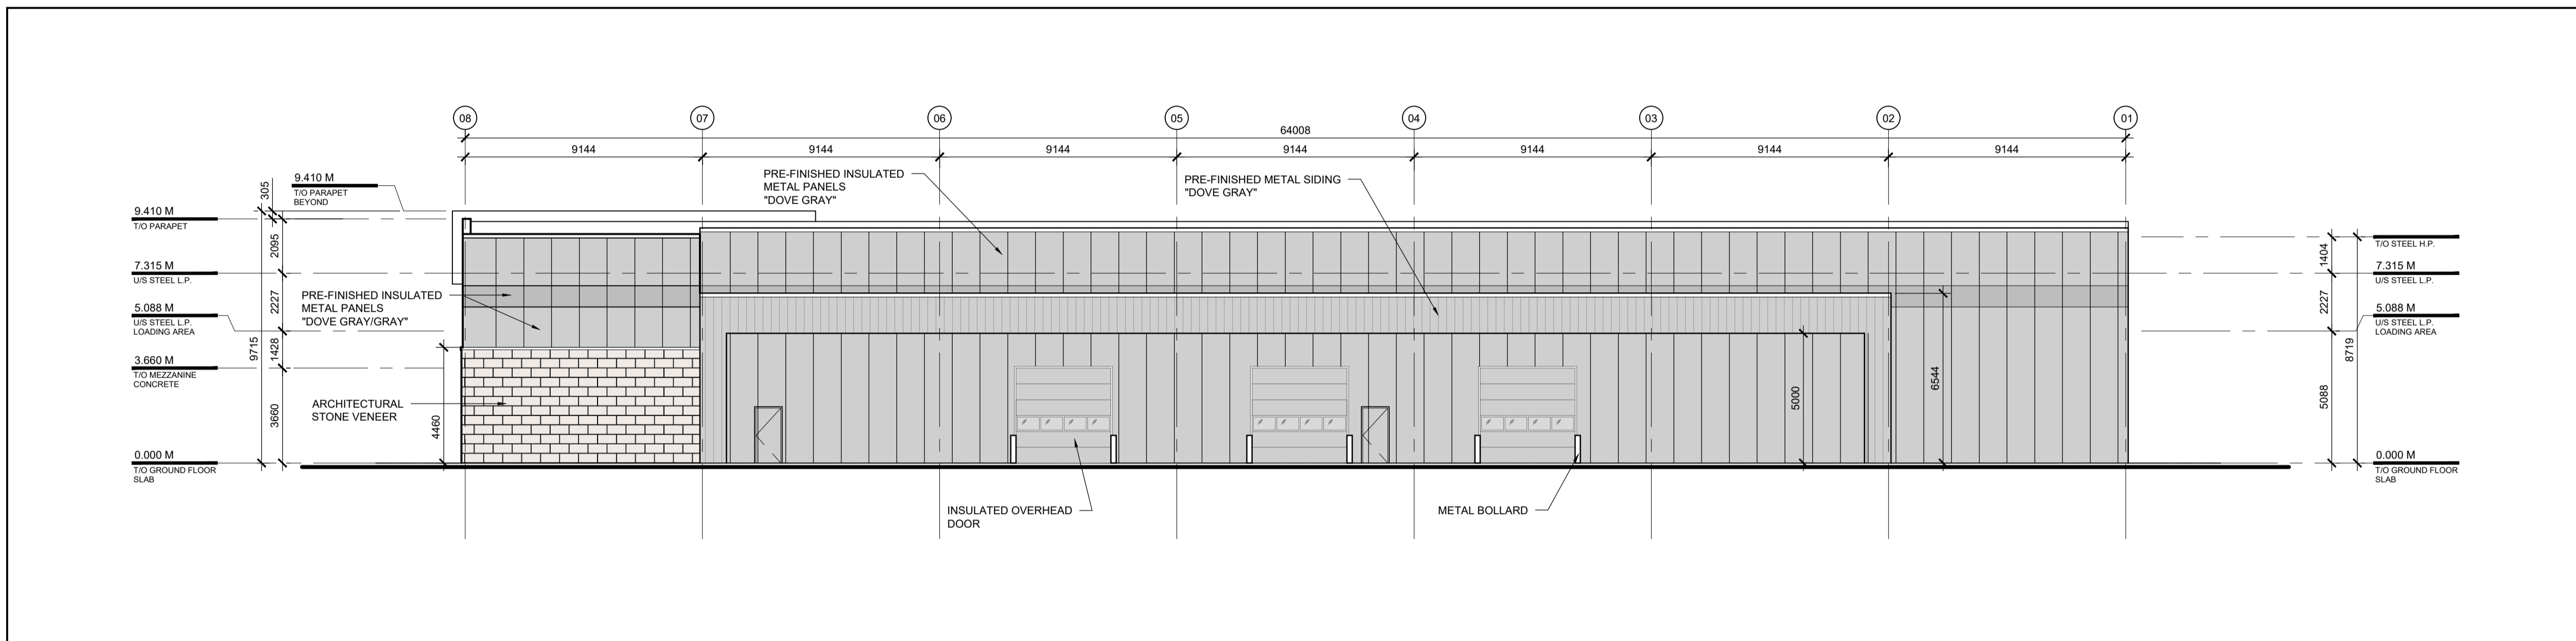 08 07 06 05 04 03 02 01
64008
9144 9144 9144 9144 9144 9144 9144
9.410 M
T/O PARAPET
BEYOND
305
9.410 M
T/O PARAPET
2095
7.315 M
U/S STEEL L.P.
2227
5.088 M
U/S STEEL L.P.
LOADING AREA
9715
1428
3.660 M
T/O MEZZANINE
CONCRETE
3660
4460
0.000 M
T/O GROUND FLOOR
SLAB
PRE-FINISHED INSULATED
METAL PANELS
"DOVE GRAY/GRAY"
ARCHITECTURAL
STONE VENEER
PRE-FINISHED INSULATED
METAL PANELS
"DOVE GRAY"
PRE-FINISHED METAL SIDING
"DOVE GRAY"
INSULATED OVERHEAD
DOOR
METAL BOLLARD
5000
6544
T/O STEEL H.P.
1404
7.315 M
U/S STEEL L.P.
2227
5.088 M
U/S STEEL L.P.
LOADING AREA
8719
5088
0.000 M
T/O GROUND FLOOR
SLAB